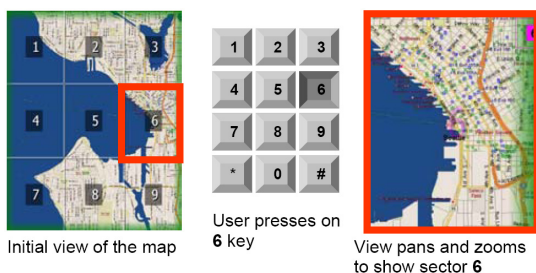 1 2 3
4 5 6
7 8 9
1 2 3
4 5 6
7 8 9
* 0 #
Initial view of the map
User presses on
6 key
View pans and zooms
to show sector 6